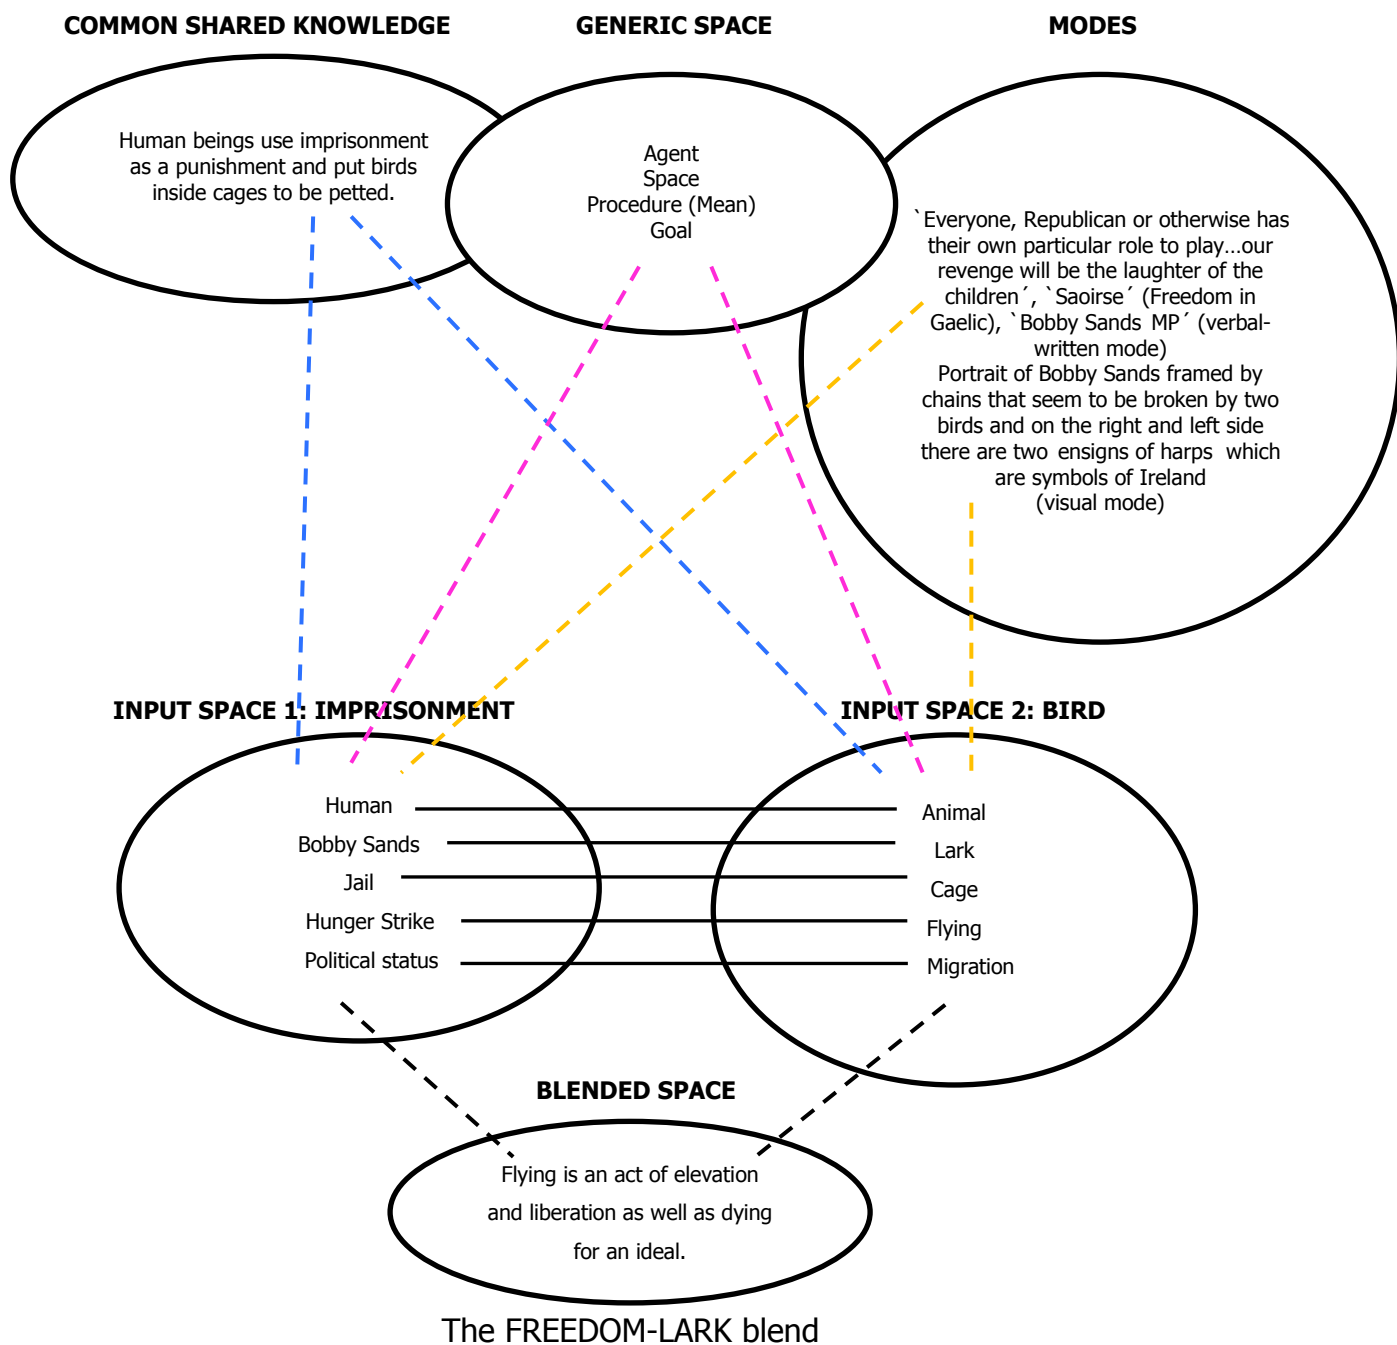 COMMON SHARED KNOWLEDGE
GENERIC SPACE
MODES
Human beings use imprisonment
as a punishment and put birds
inside cages to be petted.
Agent
Space
Procedure (Mean)
Goal
`Everyone, Republican or otherwise has
their own particular role to play...our
revenge will be the laughter of the
children´, `Saoirse´ (Freedom in
Gaelic), `Bobby Sands MP´ (verbal-
written mode)
Portrait of Bobby Sands framed by
chains that seem to be broken by two
birds and on the right and left side
there are two ensigns of harps which
are symbols of Ireland
(visual mode)
INPUT SPACE 1: IMPRISONMENT
INPUT SPACE 2: BIRD
Human
Bobby Sands
Jail
Hunger Strike
Political status
Animal
Lark
Cage
Flying
Migration
BLENDED SPACE
Flying is an act of elevation
and liberation as well as dying
for an ideal.
The FREEDOM-LARK blend